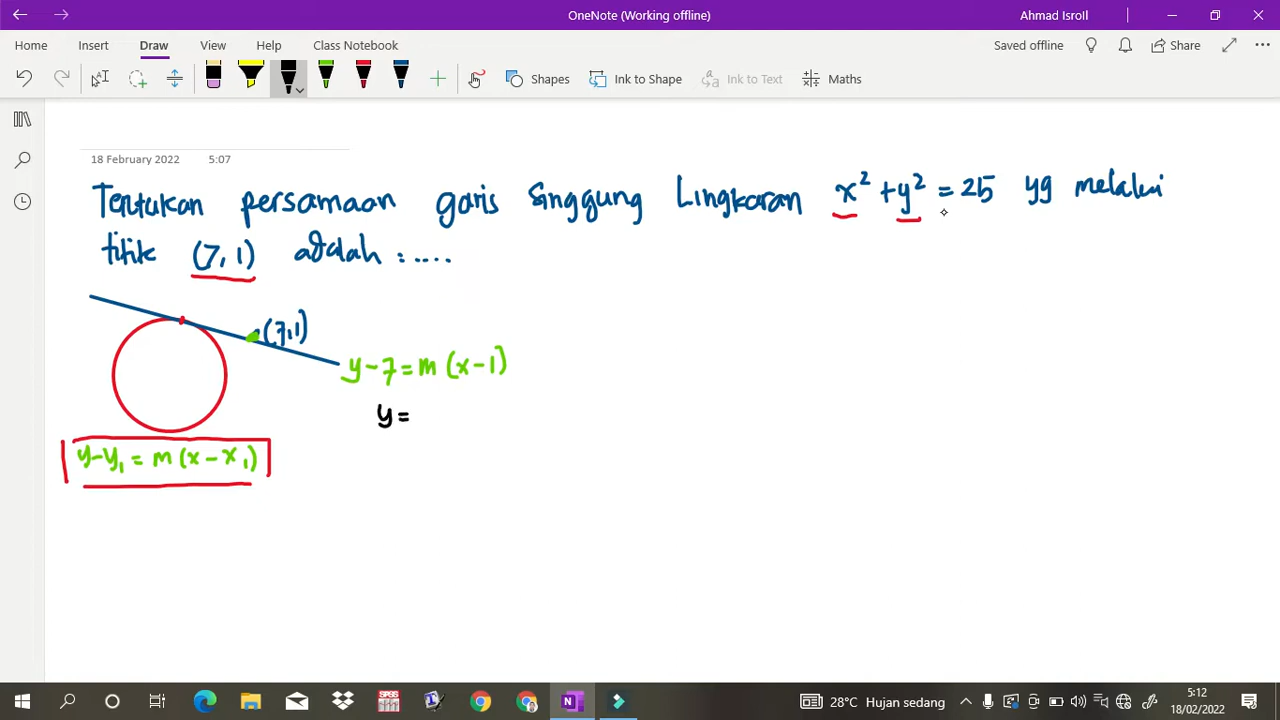 OneNote (Working offline)
Ahmad IsroIl
Home Insert Draw View Help Class Notebook
Saved offline Share
Shapes Ink to Shape Ink to Text Maths
18 February 2022 5:07
Tentukan persamaan garis singgung Lingkaran x² + y² = 25 yg melalui
titik (7, 1) adalah : ....
(7,1)
y - 7 = m (x - 1)
y =
y - y₁ = m (x - x₁)
28°C Hujan sedang
5:12
18/02/2022